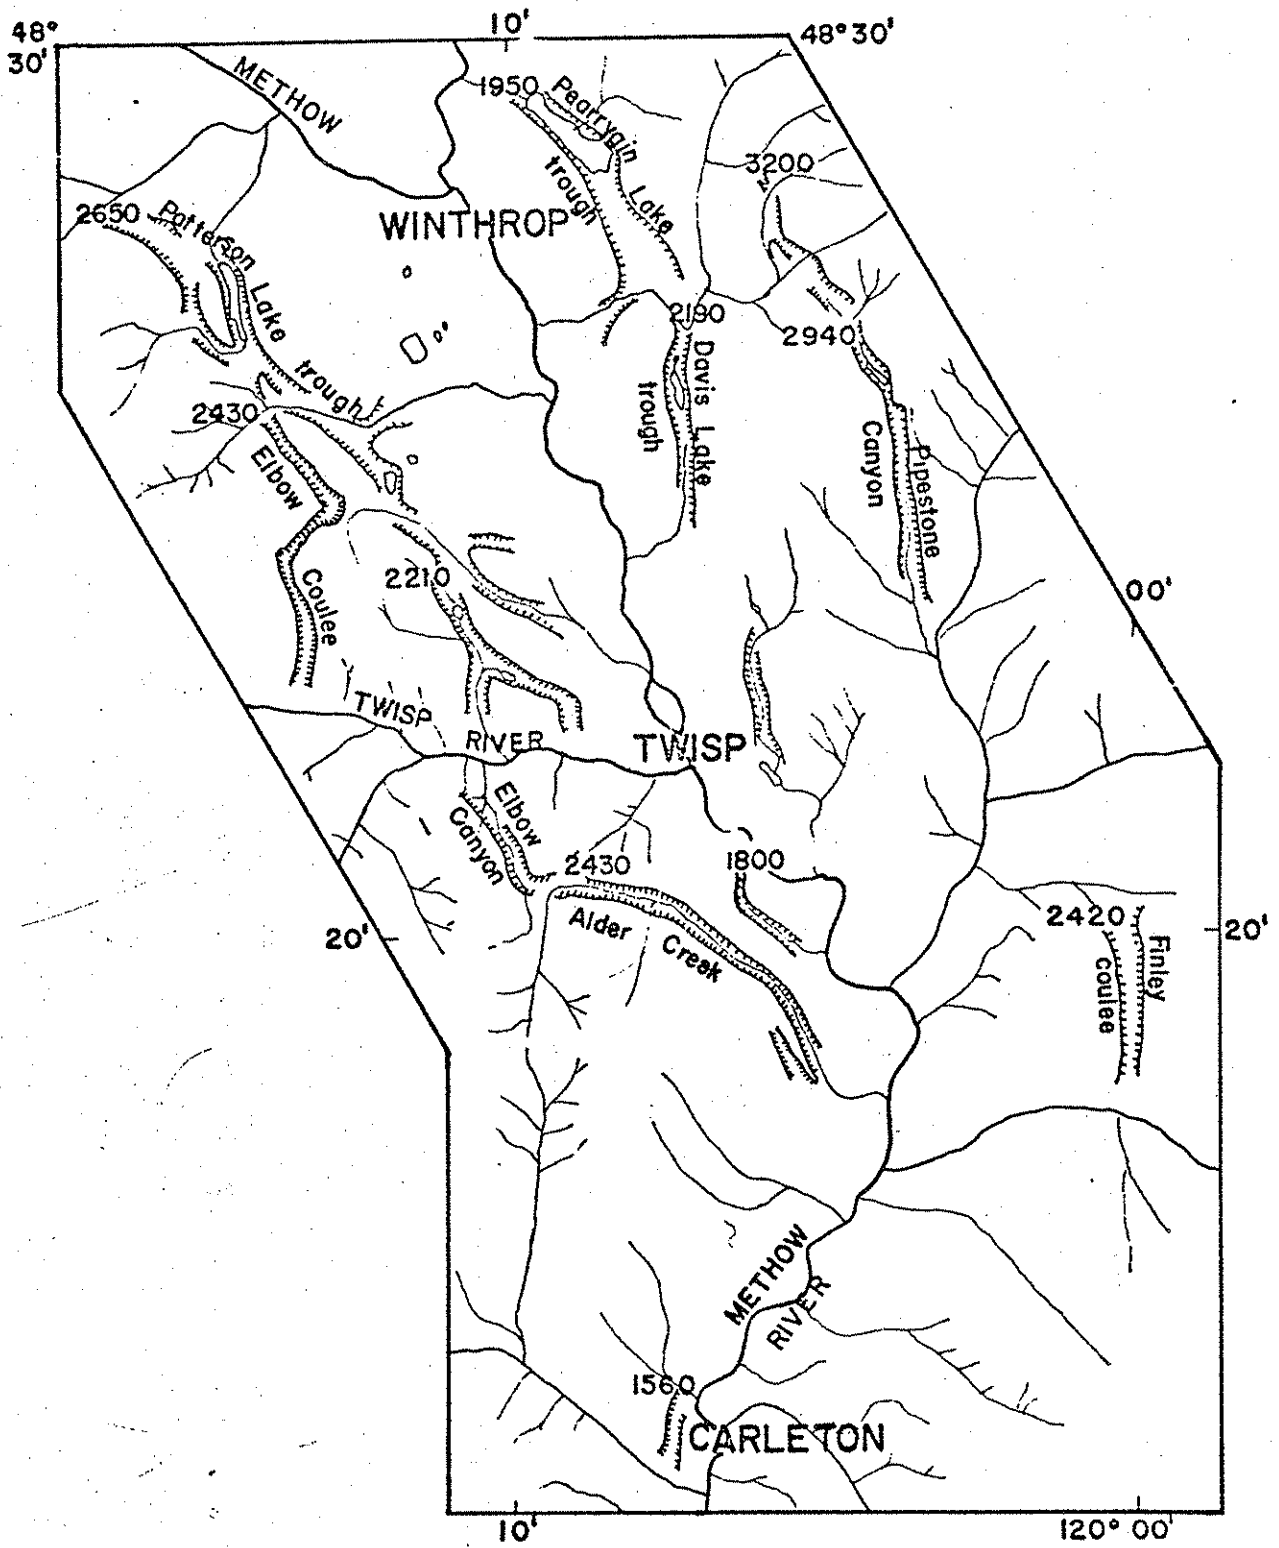 48°
30'
10'
48°30'
METHOW
1950
Pearrygin
Lake
trough
3200
2650
Patterson
Lake
trough
WINTHROP
2190
2940
Davis Lake
trough
2430
Elbow
Coulee
Canyon
Pipestone
2210
00'
TWISP
RIVER
TWISP
Elbow
Canyon
2430
1800
Alder
Creek
2420
Finley
coulee
20'
20'
METHOW
RIVER
1560
CARLETON
10'
120° 00'